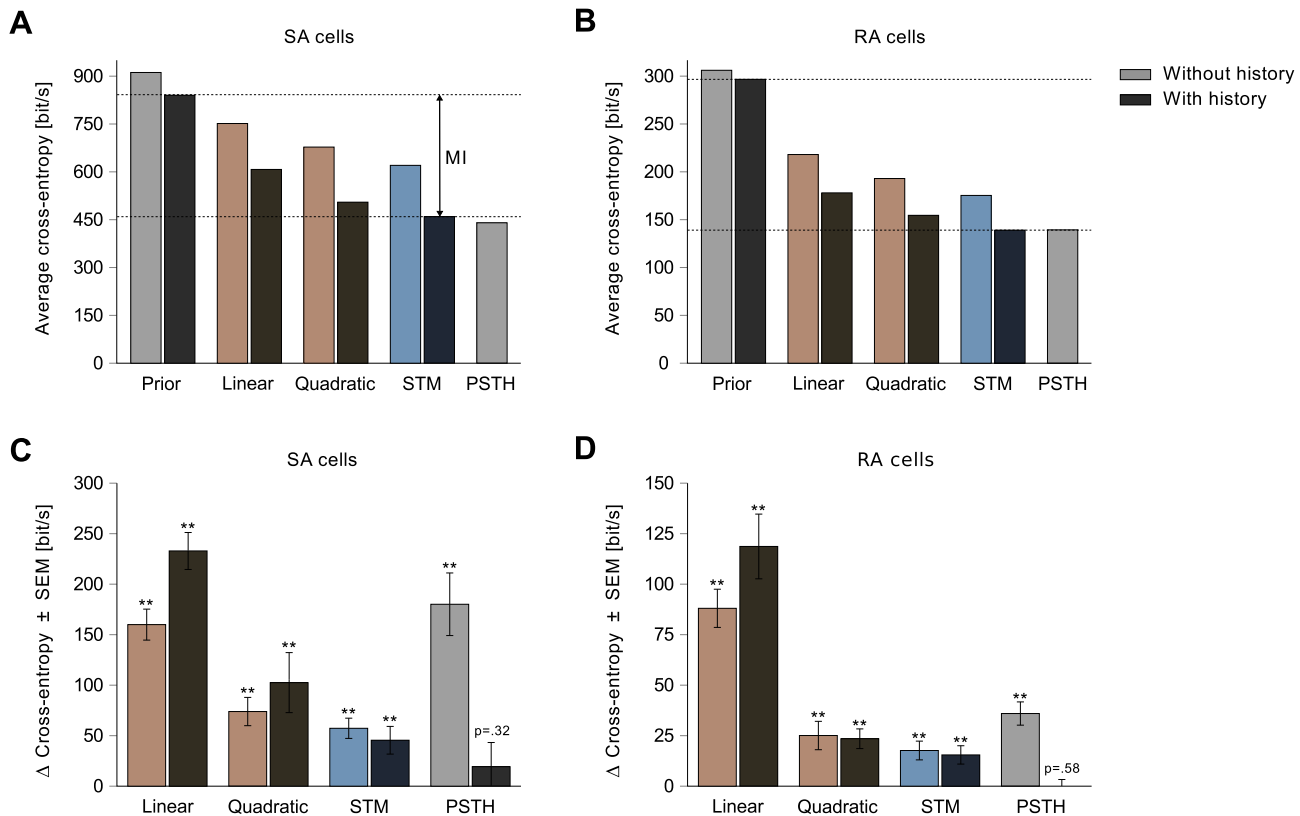 A
SA cells
Average cross-entropy [bit/s]
900
750
600
450
300
150
0
MI
Prior
Linear
Quadratic
STM
PSTH
B
RA cells
Average cross-entropy [bit/s]
300
250
200
150
100
50
0
Prior
Linear
Quadratic
STM
PSTH
Without history
With history
C
SA cells
Δ Cross-entropy ± SEM [bit/s]
300
250
200
150
100
50
0
**
**
**
**
**
**
**
p=.32
Linear
Quadratic
STM
PSTH
D
RA cells
Δ Cross-entropy ± SEM [bit/s]
150
125
100
75
50
25
0
**
**
**
**
**
**
**
p=.58
Linear
Quadratic
STM
PSTH